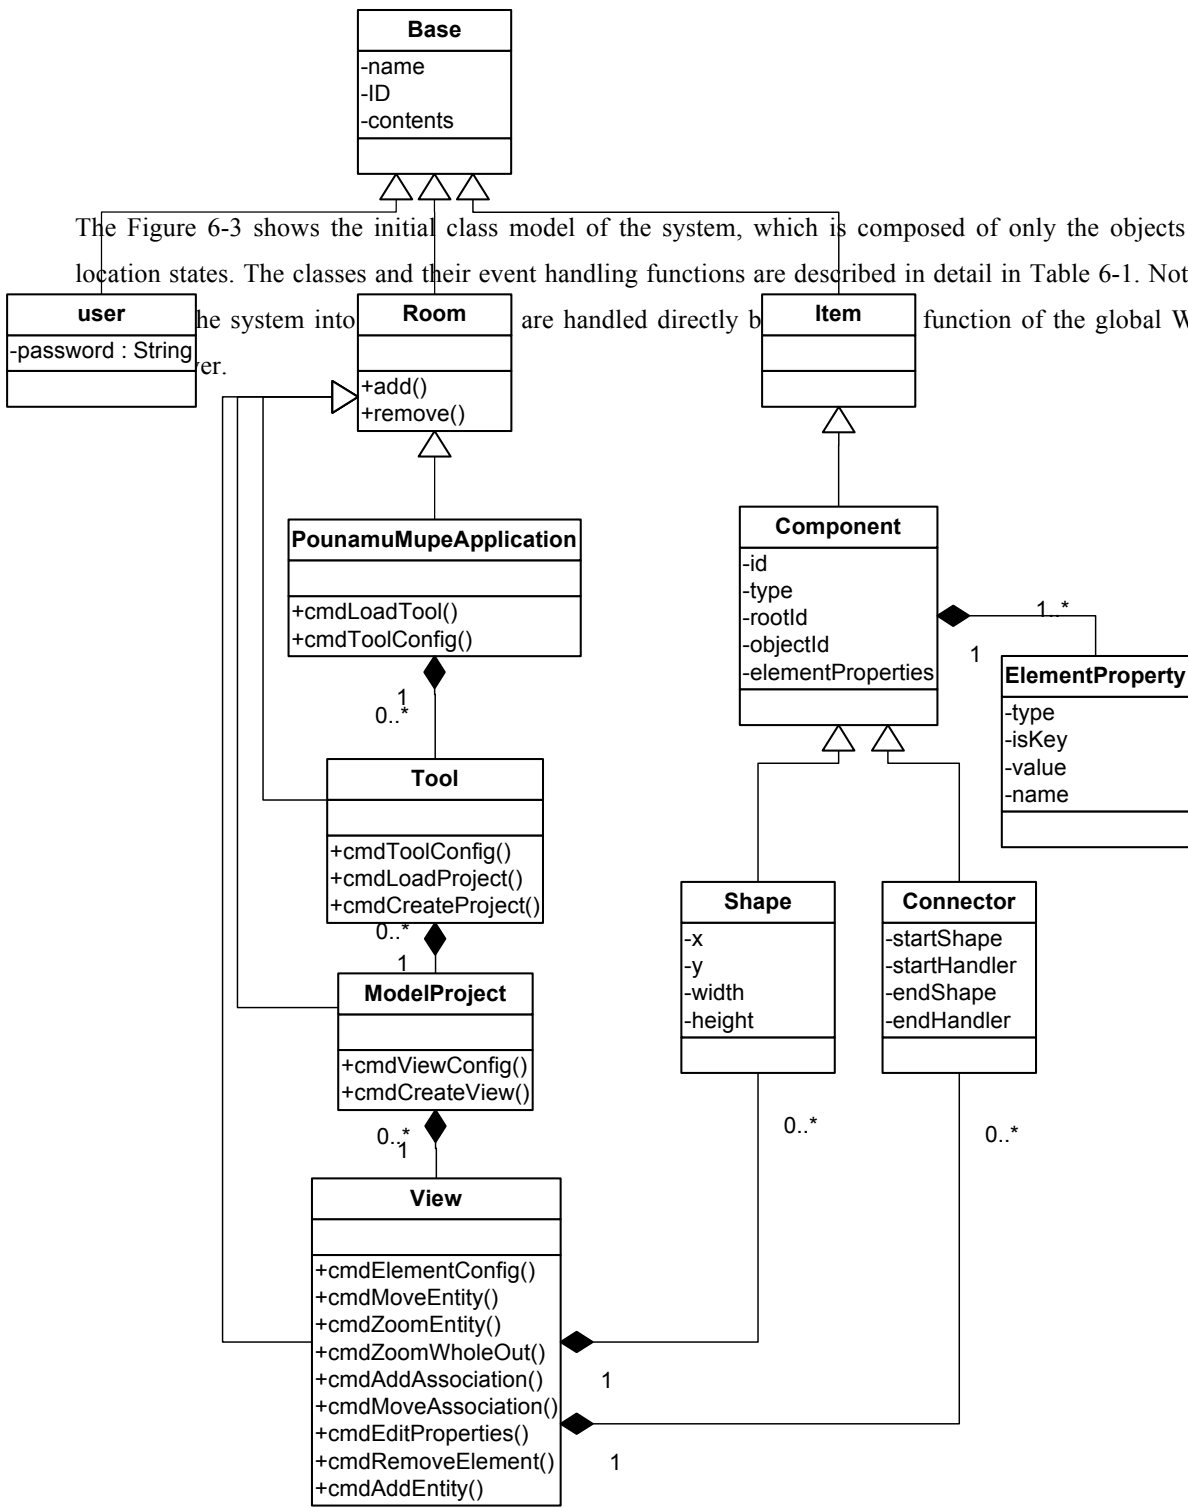 Base
-name
-ID
-contents
The Figure 6-3 shows the initial class model of the system, which is composed of only the objects
location states. The classes and their event handling functions are described in detail in Table 6-1. Not
he system into are handled directly b function of the global W
er.
user
-password : String
Room
+add()
+remove()
Item
PounamuMupeApplication
+cmdLoadTool()
+cmdToolConfig()
1
0..*
Component
-id
-type
-rootId
-objectId
-elementProperties
1..*
1
ElementProperty
-type
-isKey
-value
-name
Tool
+cmdToolConfig()
+cmdLoadProject()
+cmdCreateProject()
0..*
1
ModelProject
+cmdViewConfig()
+cmdCreateView()
0..*
1
Shape
-x
-y
-width
-height
Connector
-startShape
-startHandler
-endShape
-endHandler
0..*
0..*
View
+cmdElementConfig()
+cmdMoveEntity()
+cmdZoomEntity()
+cmdZoomWholeOut()
+cmdAddAssociation()
+cmdMoveAssociation()
+cmdEditProperties()
+cmdRemoveElement()
+cmdAddEntity()
1
1